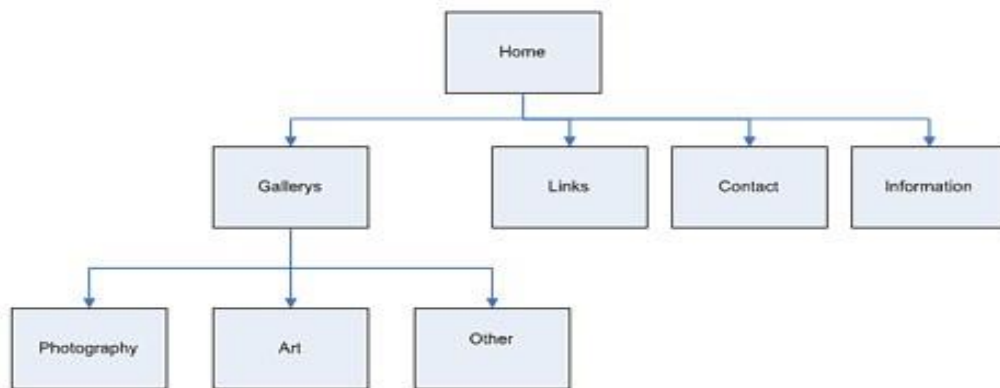 Home
Gallerys
Links
Contact
Information
Photography
Art
Other